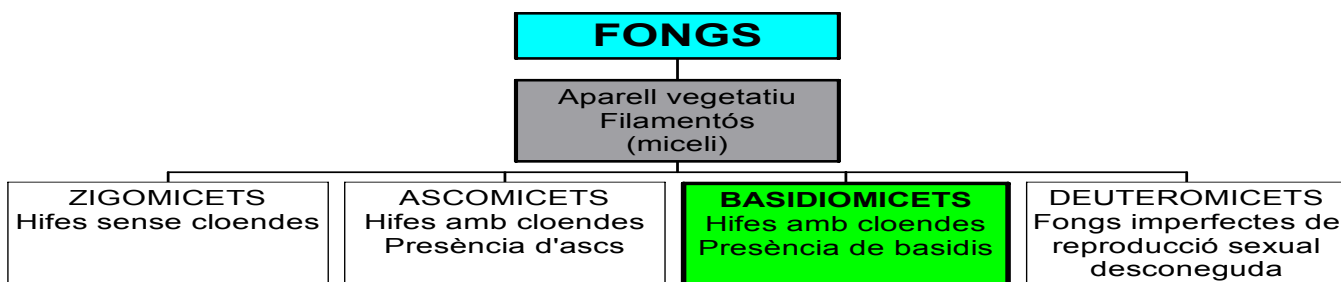 FONGS
Aparell vegetatiu
Filamentós
(miceli)
ZIGOMICETS
Hifes sense cloendes
ASCOMICETS
Hifes amb cloendes
Presència d'ascs
BASIDIOMICETS
Hifes amb cloendes
Presència de basidis
DEUTEROMICETS
Fongs imperfectes de
reproducció sexual
desconeguda